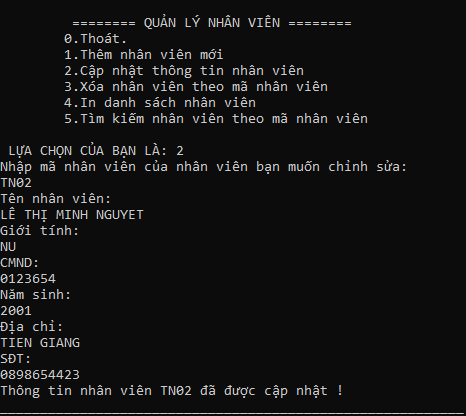 ======== QUẢN LÝ NHÂN VIÊN ========
0.Thoát.
1.Thêm nhân viên mới
2.Cập nhật thông tin nhân viên
3.Xóa nhân viên theo mã nhân viên
4.In danh sách nhân viên
5.Tìm kiếm nhân viên theo mã nhân viên
LỰA CHỌN CỦA BẠN LÀ: 2
Nhập mã nhân viên của nhân viên bạn muốn chỉnh sửa:
TN02
Tên nhân viên:
LÊ THỊ MINH NGUYET
Giới tính:
NU
CMND:
0123654
Năm sinh:
2001
Địa chỉ:
TIEN GIANG
SĐT:
0898654423
Thông tin nhân viên TN02 đã được cập nhật !